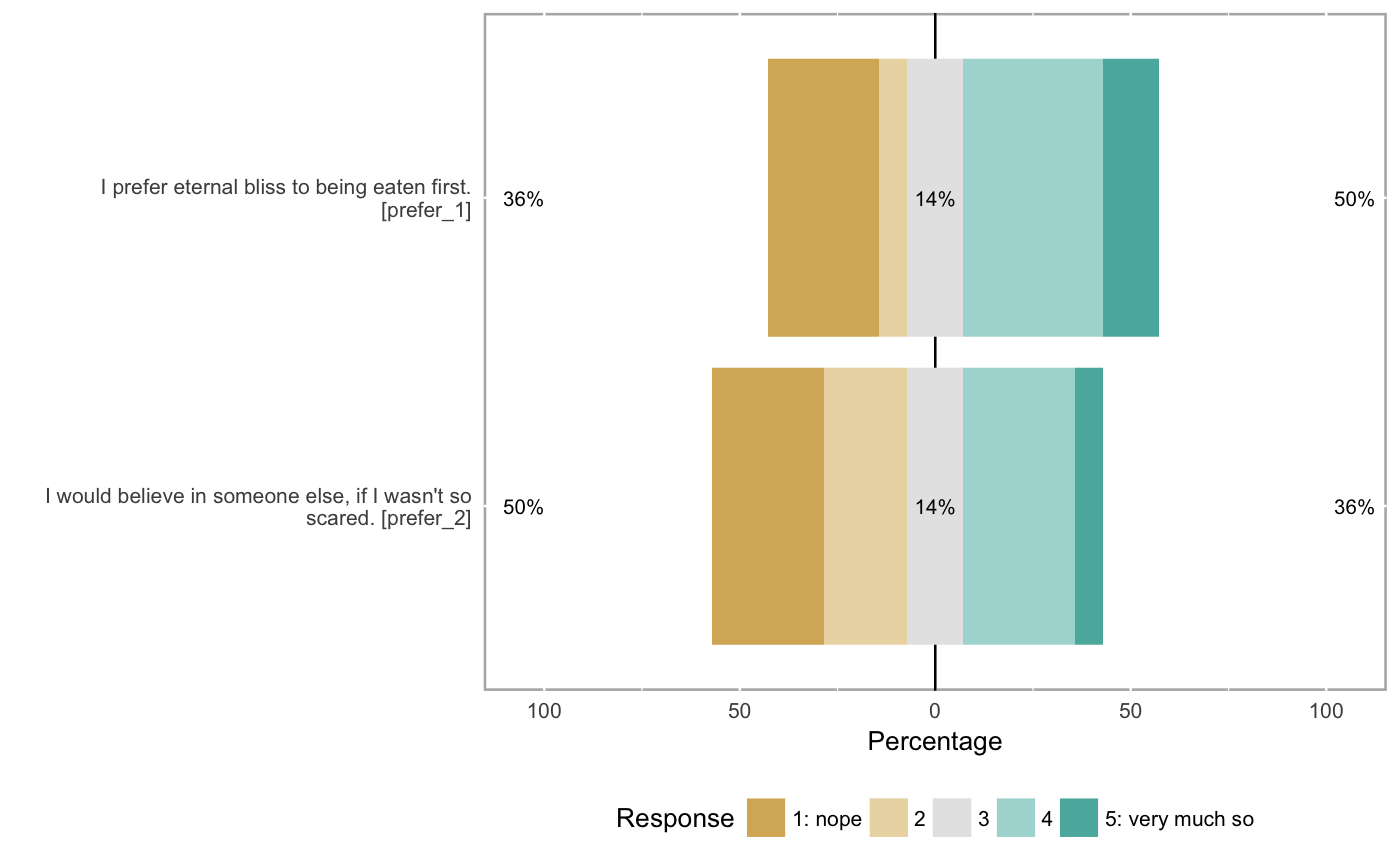 I prefer eternal bliss to being eaten first.
[prefer_1]
36%
14%
50%
I would believe in someone else, if I wasn't so
scared. [prefer_2]
50%
14%
36%
100 50 0 50 100
Percentage
Response 1: nope 2 3 4 5: very much so